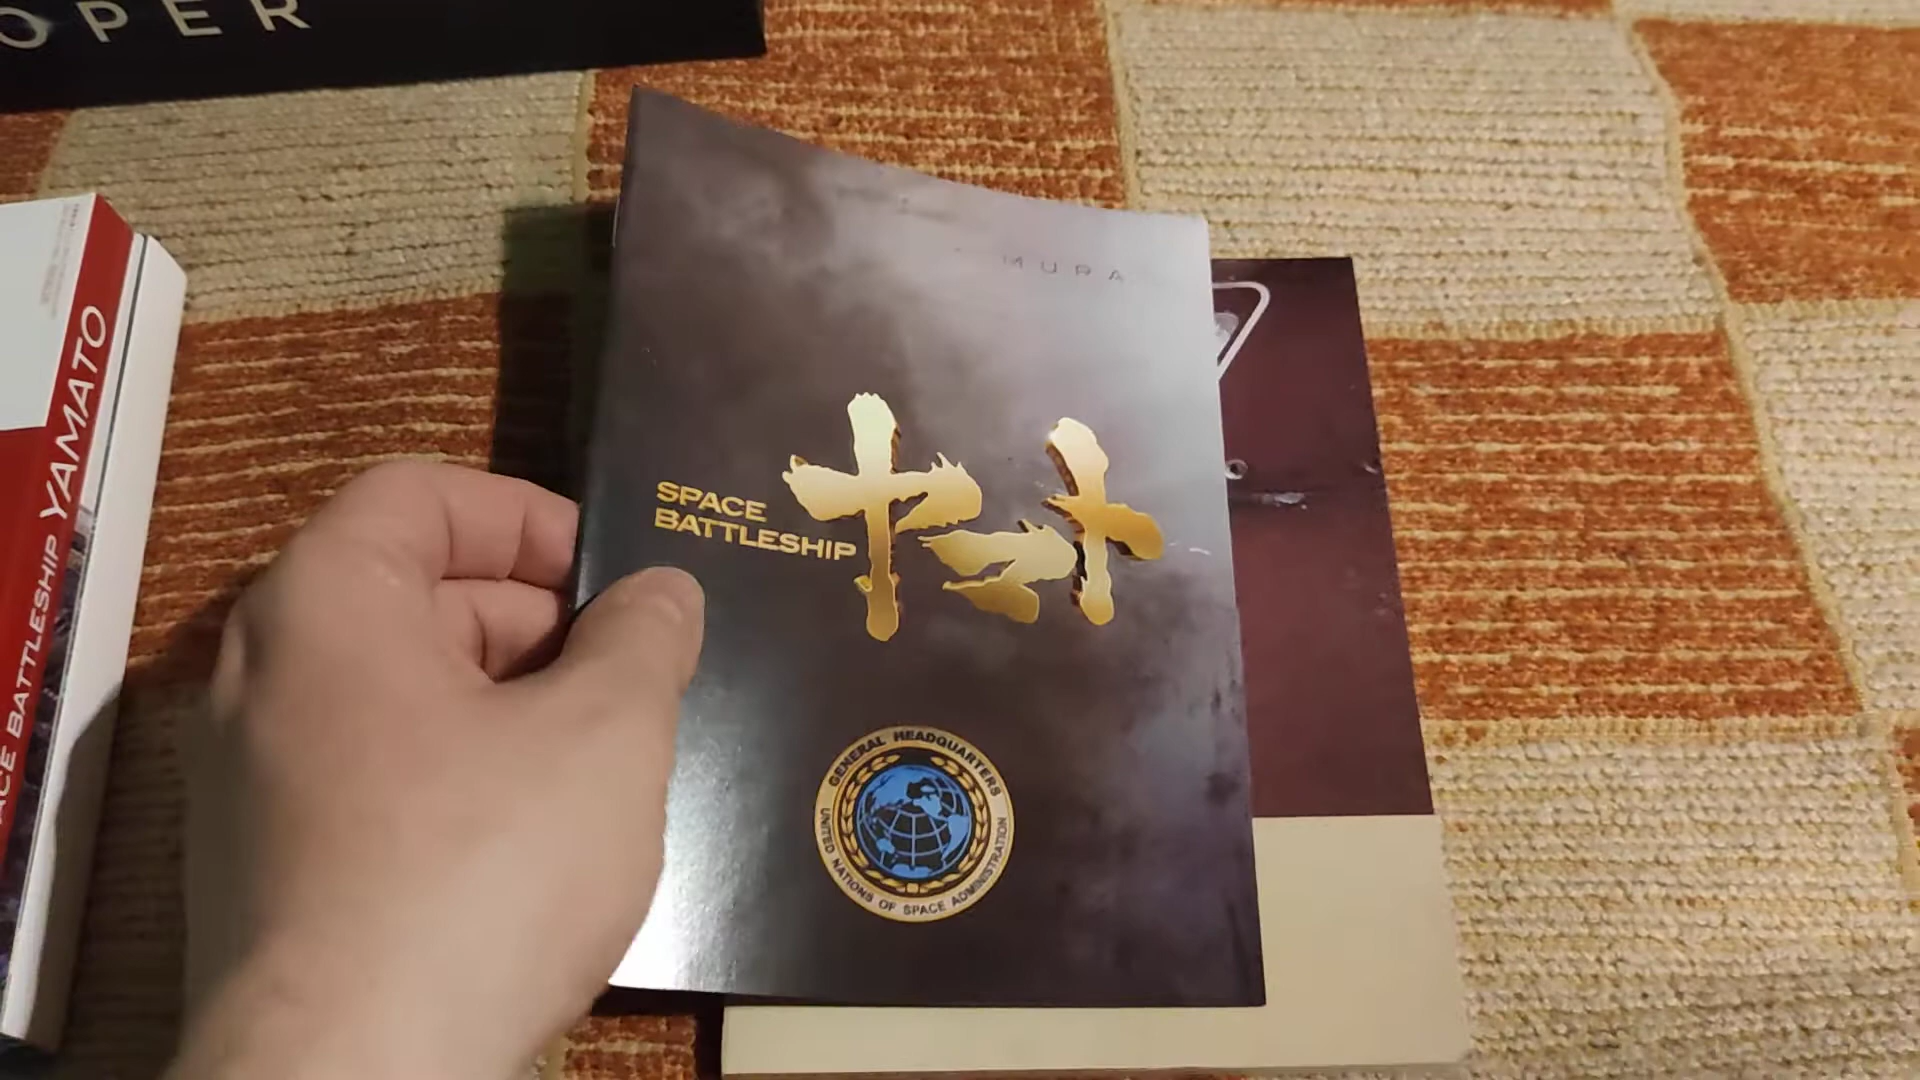 OPER
MURA
SPACE
BATTLESHIP
ヤマト
GENERAL HEADQUARTERS
UNITED NATIONS OF SPACE ADMINISTRATION
SPACE BATTLESHIP YAMATO